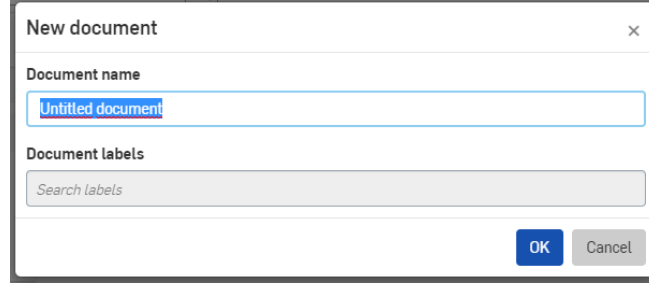 New document
×
Document name
Untitled document
Document labels
Search labels
OK Cancel